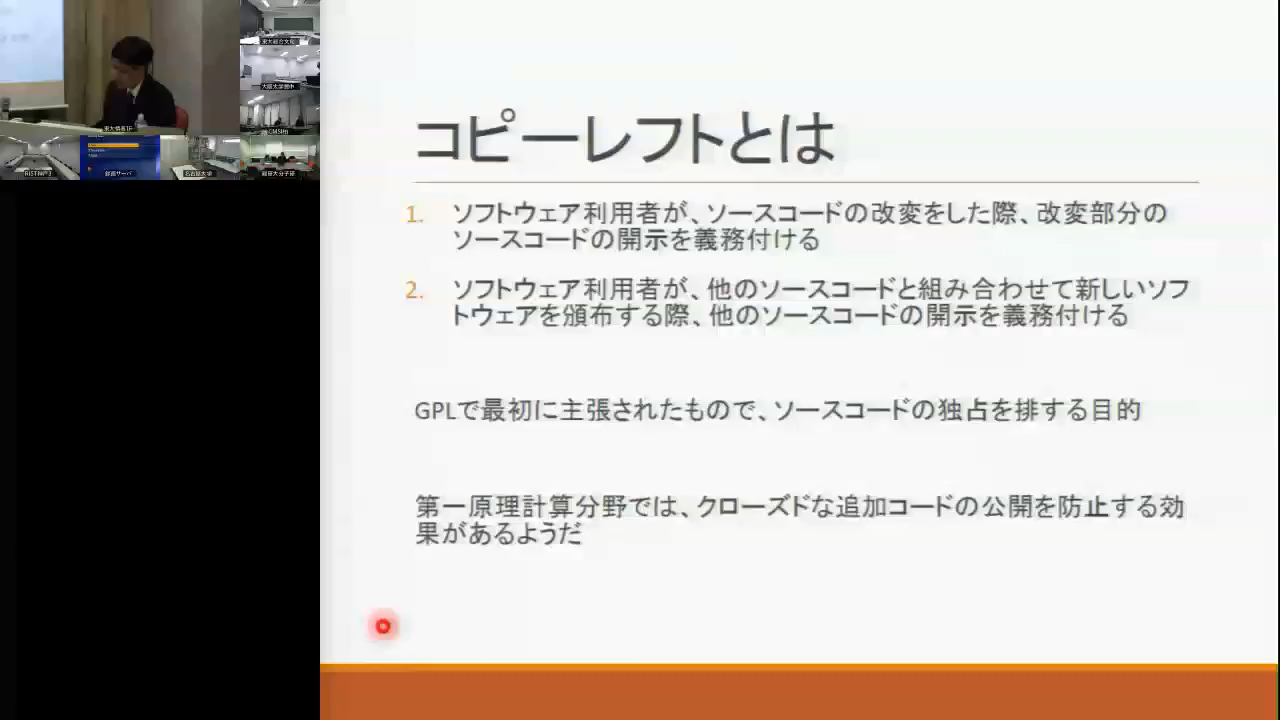 コピーレフトとは
1. ソフトウェア利用者が、ソースコードの改変をした際、改変部分の
ソースコードの開示を義務付ける
2. ソフトウェア利用者が、他のソースコードと組み合わせて新しいソフ
トウェアを頒布する際、他のソースコードの開示を義務付ける
GPLで最初に主張されたもので、ソースコードの独占を排する目的
第一原理計算分野では、クローズドな追加コードの公開を防止する効
果があるようだ